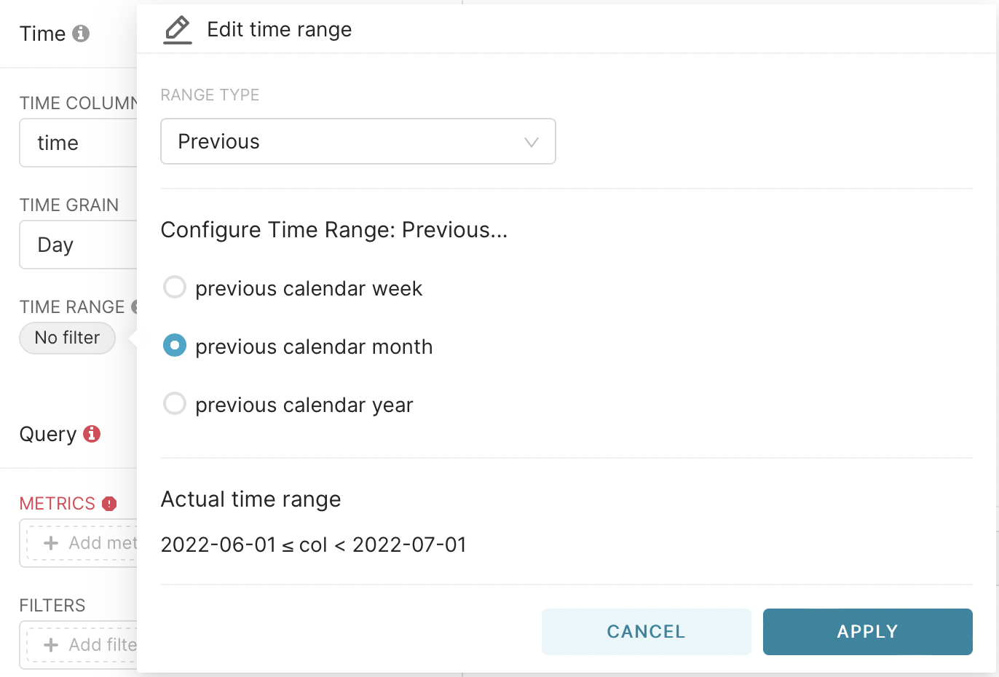 Time
TIME COLUMN
time
TIME GRAIN
Day
TIME RANGE
No filter
Query
METRICS
Add met
FILTERS
Add filte
Edit time range
RANGE TYPE
Previous
Configure Time Range: Previous...
previous calendar week
previous calendar month
previous calendar year
Actual time range
2022-06-01 ≤ col < 2022-07-01
CANCEL
APPLY